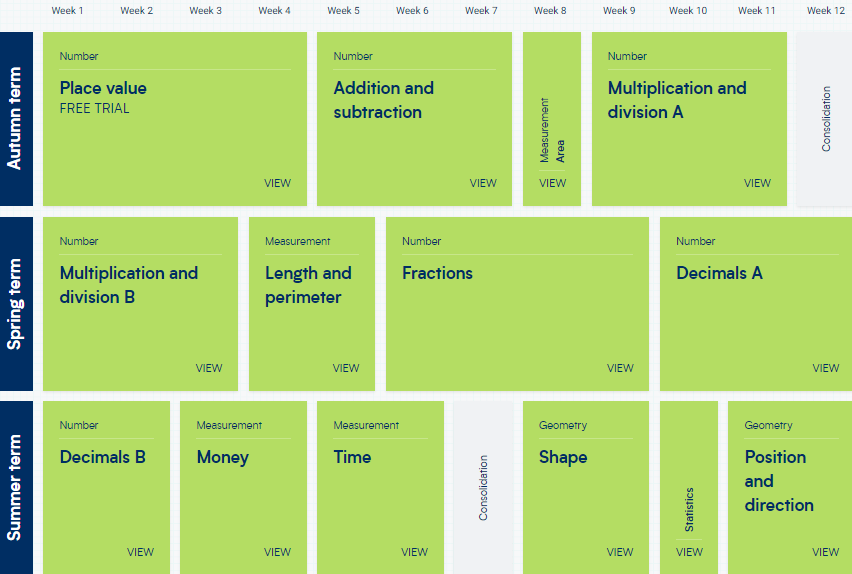 Week 1 Week 2 Week 3 Week 4 Week 5 Week 6 Week 7 Week 8 Week 9 Week 10 Week 11 Week 12
Autumn term
Number
Place value
FREE TRIAL
VIEW
Number
Addition and
subtraction
VIEW
Measurement
Area
VIEW
Number
Multiplication and
division A
VIEW
Consolidation
Spring term
Number
Multiplication and
division B
VIEW
Measurement
Length and
perimeter
VIEW
Number
Fractions
VIEW
Number
Decimals A
VIEW
Summer term
Number
Decimals B
VIEW
Measurement
Money
VIEW
Measurement
Time
VIEW
Consolidation
Geometry
Shape
VIEW
Statistics
VIEW
Geometry
Position
and
direction
VIEW